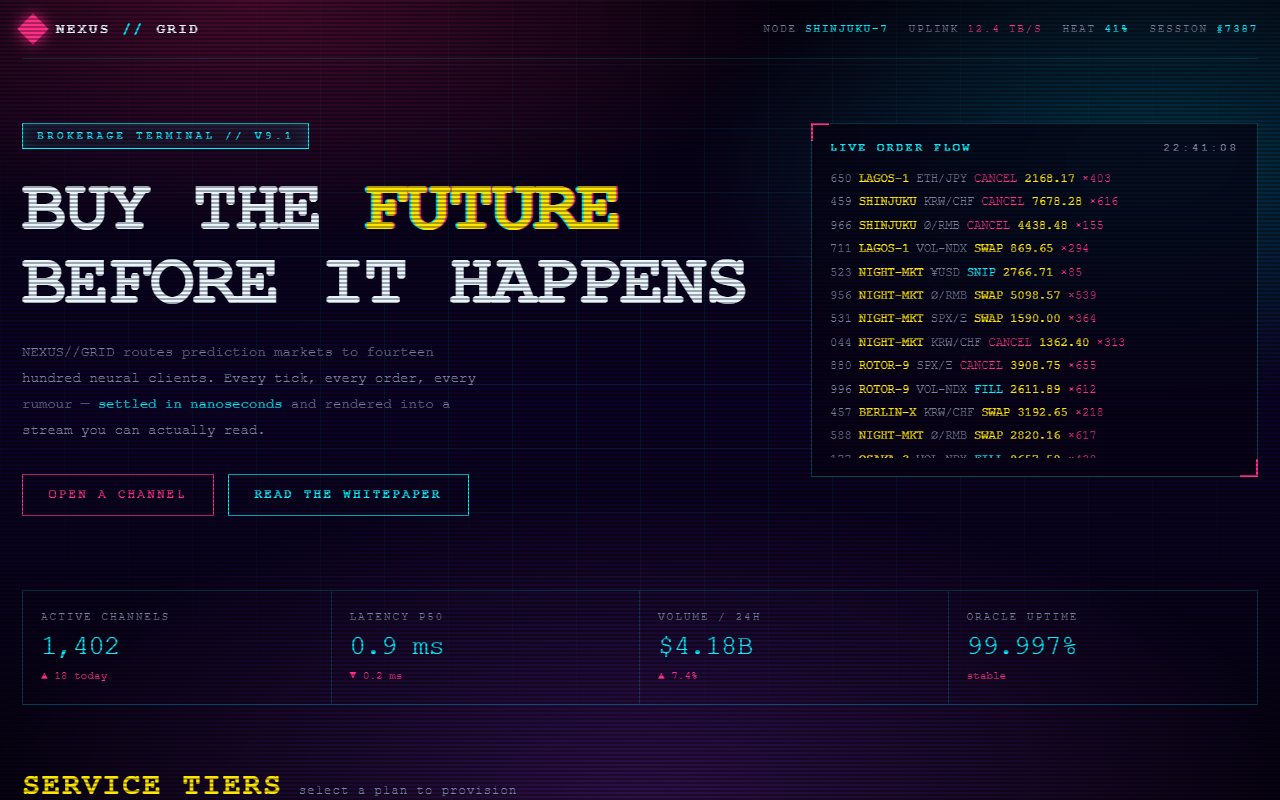 NEXUS // GRID
NODE SHINJUKU-7 UPLINK 12.4 TB/S HEAT 41% SESSION #7387
BROKERAGE TERMINAL // V9.1
BUY THE FUTURE
BEFORE IT HAPPENS
NEXUS//GRID routes prediction markets to fourteen
hundred neural clients. Every tick, every order, every
rumour — settled in nanoseconds and rendered into a
stream you can actually read.
OPEN A CHANNEL
READ THE WHITEPAPER
LIVE ORDER FLOW 22:41:08
650 LAGOS-1 ETH/JPY CANCEL 2168.17 ×403
459 SHINJUKU KRW/CHF CANCEL 7678.28 ×616
966 SHINJUKU Ø/RMB CANCEL 4438.48 ×155
711 LAGOS-1 VOL-NDX SWAP 869.65 ×294
523 NIGHT-MKT ¥USD SNIP 2766.71 ×85
956 NIGHT-MKT Ø/RMB SWAP 5098.57 ×539
531 NIGHT-MKT SPX/Ξ SWAP 1590.00 ×364
044 NIGHT-MKT KRW/CHF CANCEL 1362.40 ×313
880 ROTOR-9 SPX/Ξ CANCEL 3908.75 ×655
996 ROTOR-9 VOL-NDX FILL 2611.89 ×612
457 BERLIN-X KRW/CHF SWAP 3192.65 ×218
588 NIGHT-MKT Ø/RMB SWAP 2820.16 ×617
VOL-NDX FILL
ACTIVE CHANNELS
1,402
▲ 18 today
LATENCY P50
0.9 ms
▼ 0.2 ms
VOLUME / 24H
$4.18B
▲ 7.4%
ORACLE UPTIME
99.997%
stable
SERVICE TIERS select a plan to provision